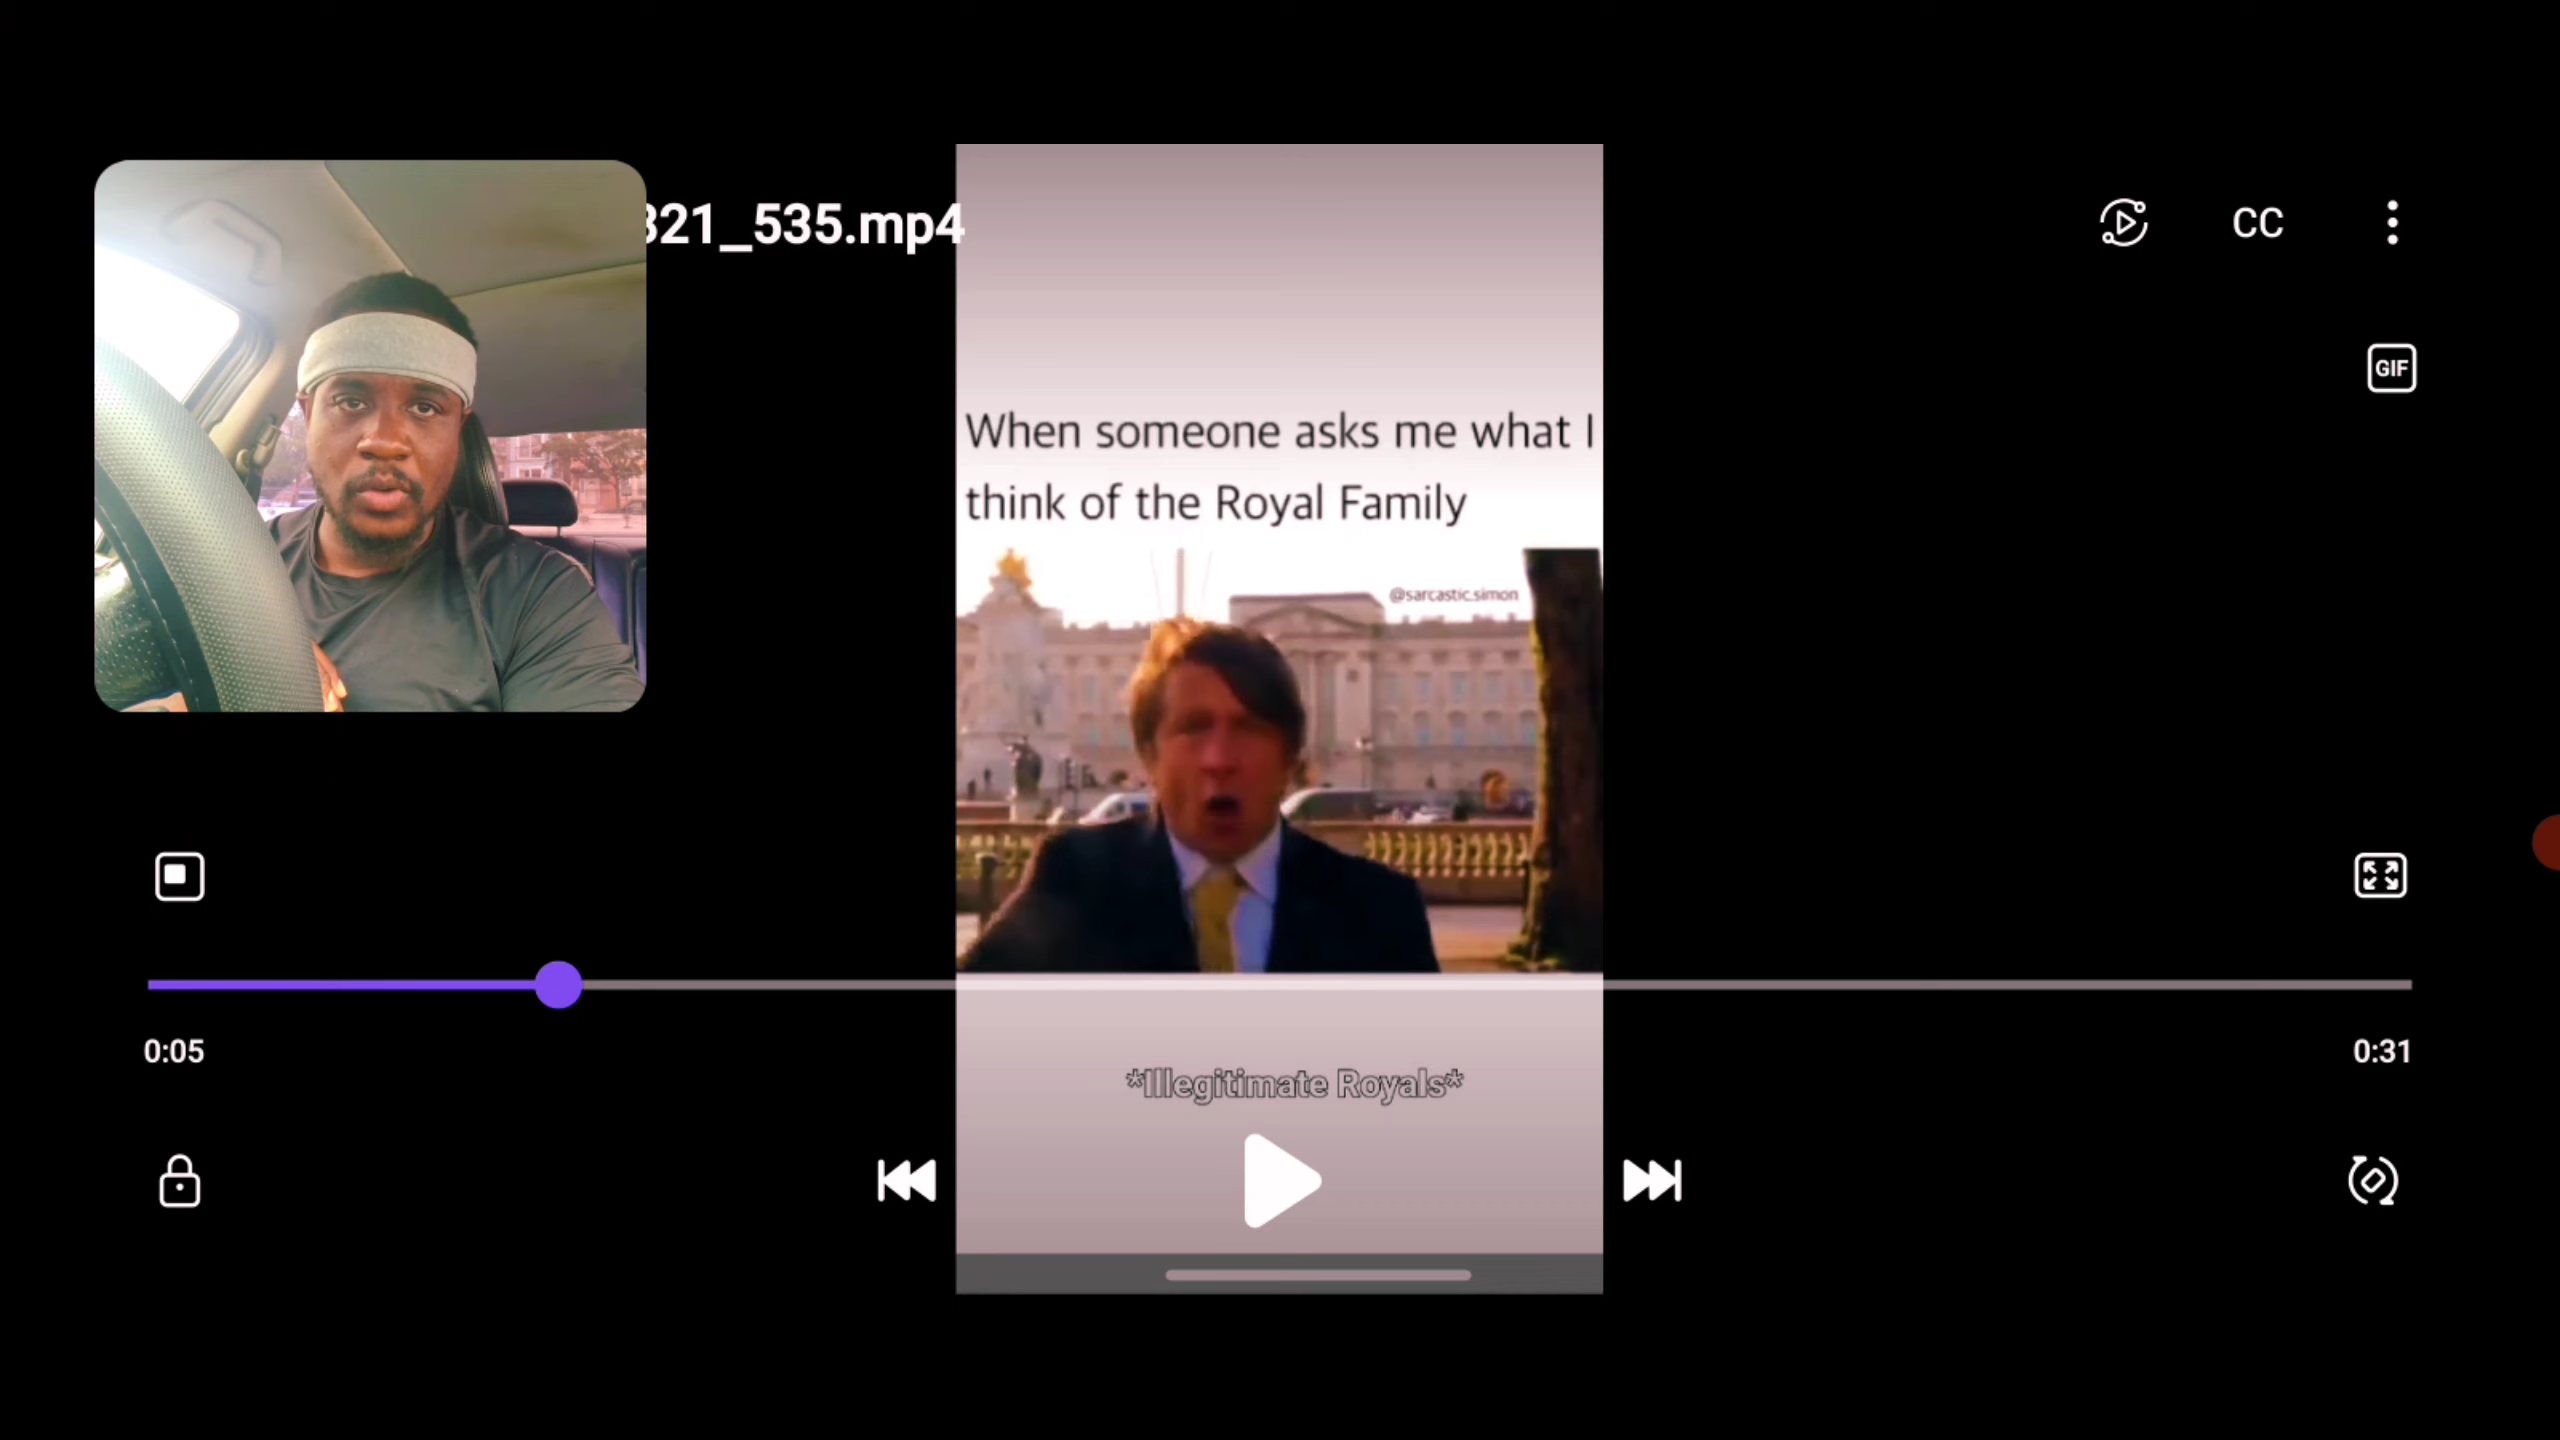 321_535.mp4
CC
GIF
When someone asks me what I
think of the Royal Family
@sarcastic.simon
0:05
0:31
*Illegitimate Royals*